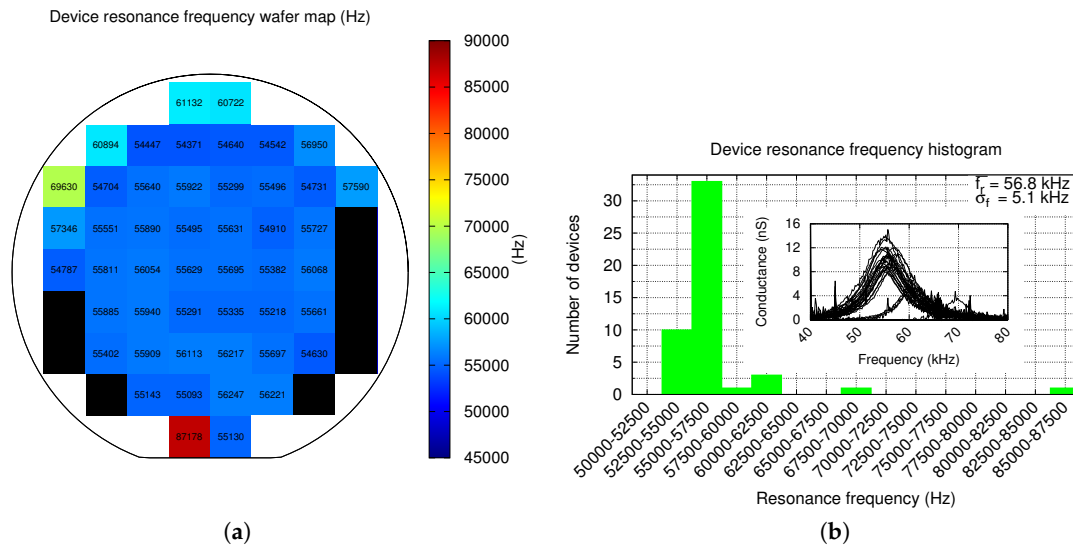 Device resonance frequency wafer map (Hz)
61132 60722
60894 54447 54371 54640 54542 56950
69630 54704 55640 55922 55299 55496 54731 57590
57346 55551 55890 55495 55631 54910 55727
54787 55811 56054 55629 55695 55382 56068
55885 55940 55291 55335 55218 55661
55402 55909 56113 56217 55697 54630
55143 55093 56247 56221
87178 55130
90000
85000
80000
75000
70000
65000
60000
55000
50000
45000
(Hz)
(a)
Device resonance frequency histogram
Number of devices
30
25
20
15
10
5
0
f̅r = 56.8 kHz
σf = 5.1 kHz
Conductance (nS)
16
12
8
4
0
40 50 60 70 80
Frequency (kHz)
50000-52500
52500-55000
55000-57500
57500-60000
60000-62500
62500-65000
65000-67500
67500-70000
70000-72500
72500-75000
75000-77500
77500-80000
80000-82500
82500-85000
85000-87500
Resonance frequency (Hz)
(b)